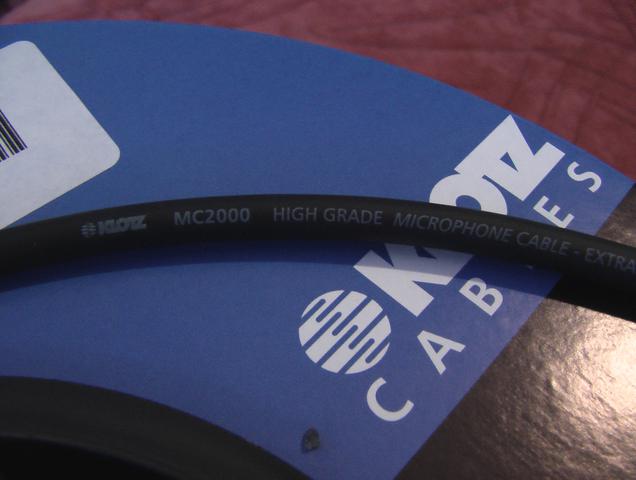 KLOTZ MC2000 HIGH GRADE MICROPHONE CABLE - EXTRA
KLOTZ
CABLES